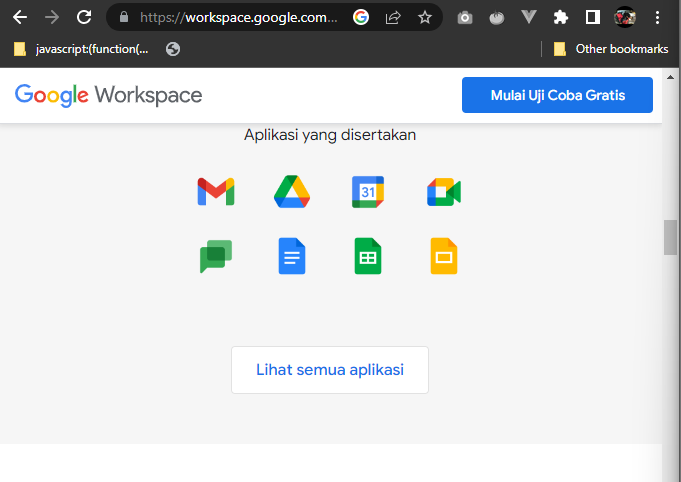 https://workspace.google.com...
javascript:(function(...
Other bookmarks
Google Workspace
Mulai Uji Coba Gratis
Aplikasi yang disertakan
31
Lihat semua aplikasi